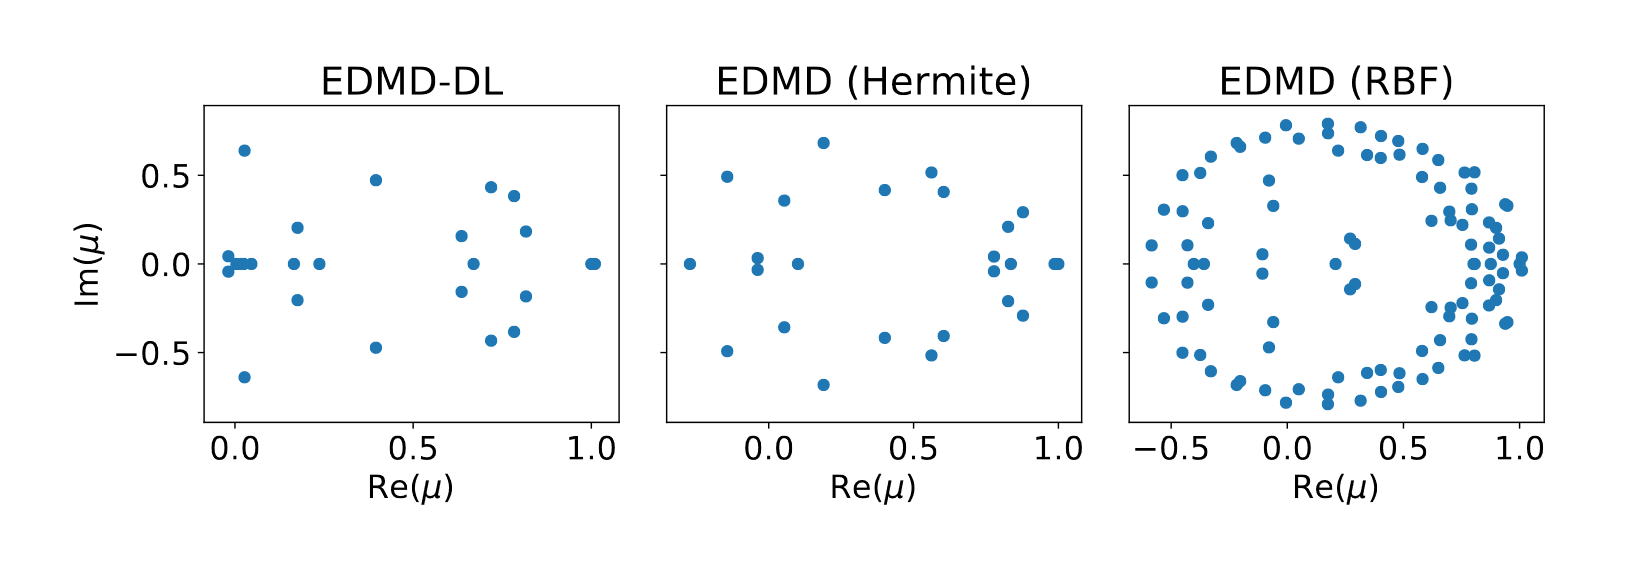 EDMD-DL
EDMD (Hermite)
EDMD (RBF)
Im(μ)
0.5
0.0
−0.5
0.0 0.5 1.0
0.0 0.5 1.0
−0.5 0.0 0.5 1.0
Re(μ)
Re(μ)
Re(μ)